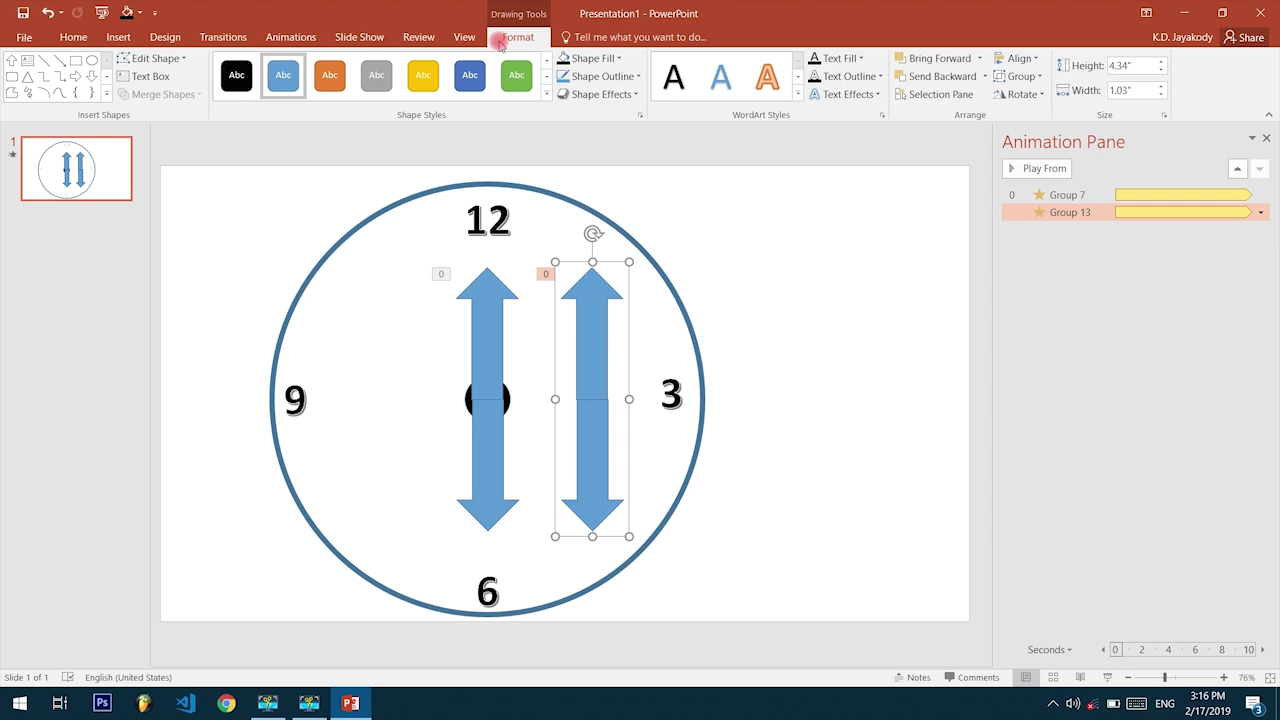 Drawing Tools
Presentation1 - PowerPoint
File Home Insert Design Transitions Animations Slide Show Review View Format Tell me what you want to do... K.D. Jayakody Share
Edit Shape
Text Box
Merge Shapes
Insert Shapes
Abc Abc Abc Abc Abc Abc Abc
Shape Fill
Shape Outline
Shape Effects
Shape Styles
A A A
Text Fill
Text Outline
Text Effects
WordArt Styles
Bring Forward
Send Backward
Selection Pane
Align
Group
Rotate
Arrange
Height: 4.34"
Width: 1.03"
Size
1
12
0 0
9
3
6
Animation Pane
Play From
0 Group 7
Group 13
Seconds 0 2 4 6 8 10
Slide 1 of 1 English (United States) Notes Comments 76%
Ps
3:16 PM
2/17/2019
3